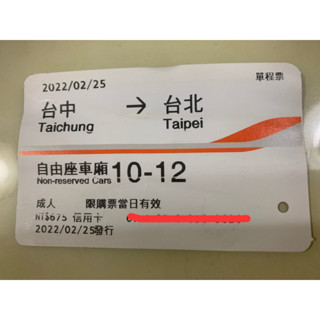 2022/02/25 單程票
台中 → 台北
Taichung Taipei
自由座車廂 10-12
Non-reserved Cars
成人 限購票當日有效
NT$675 信用卡
2022/02/25發行